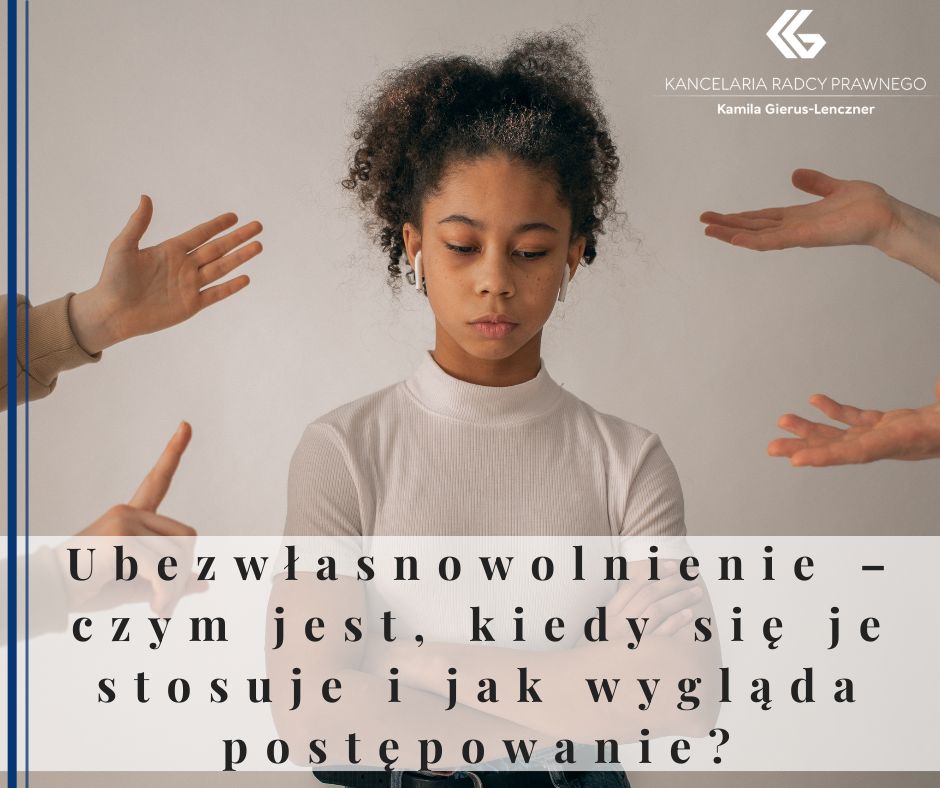 KANCELARIA RADCY PRAWNEGO
Kamila Gierus-Lenczner
Ubezwłasnowolnienie –
czym jest, kiedy się je
stosuje i jak wygląda
postępowanie?